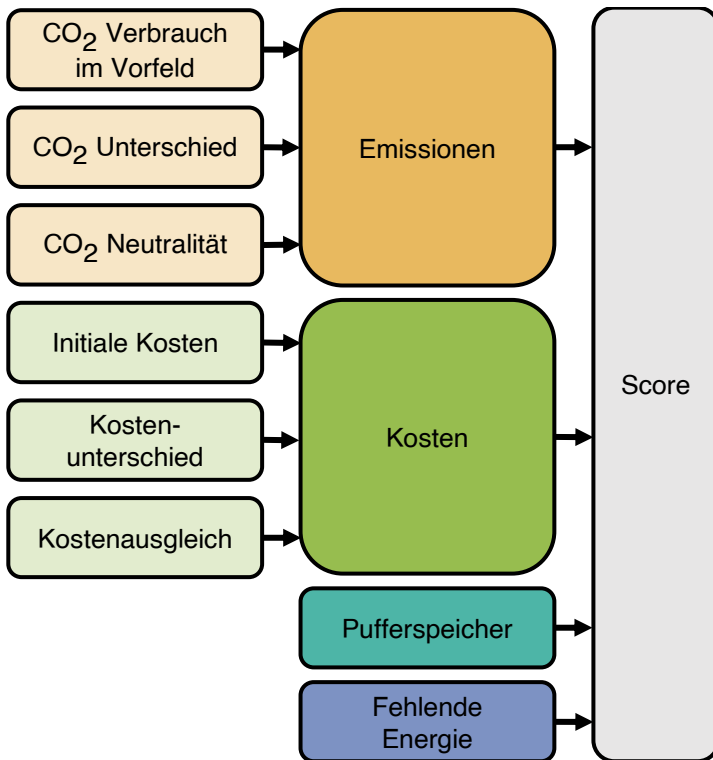 CO₂ Verbrauch
im Vorfeld
CO₂ Unterschied
CO₂ Neutralität
Emissionen
Initiale Kosten
Kosten-
unterschied
Kostenausgleich
Kosten
Pufferspeicher
Fehlende
Energie
Score